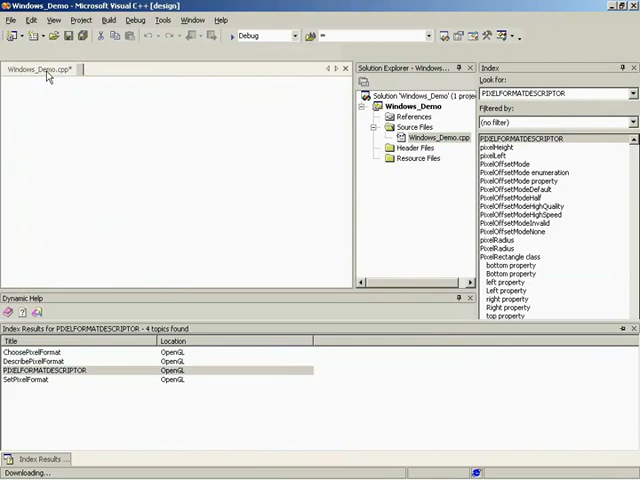 Windows_Demo - Microsoft Visual C++ [design]
File Edit View Project Build Debug Tools Window Help
Debug
Windows_Demo.cpp*
Solution Explorer - Windows...
Solution 'Windows_Demo' (1 projec
Windows_Demo
References
Source Files
Windows_Demo.cpp
Header Files
Resource Files
Index
Look for:
PIXELFORMATDESCRIPTOR
Filtered by:
(no filter)
PIXELFORMATDESCRIPTOR
pixelHeight
pixelLeft
PixelOffsetMode
PixelOffsetMode enumeration
PixelOffsetMode property
PixelOffsetModeDefault
PixelOffsetModeHalf
PixelOffsetModeHighQuality
PixelOffsetModeHighSpeed
PixelOffsetModeInvalid
PixelOffsetModeNone
pixelRadius
PixelRadius
PixelRectangle class
bottom property
Bottom property
left property
Left property
right property
Right property
top property
Dynamic Help
Index Results for PIXELFORMATDESCRIPTOR - 4 topics found
Title Location
ChoosePixelFormat OpenGL
DescribePixelFormat OpenGL
PIXELFORMATDESCRIPTOR OpenGL
SetPixelFormat OpenGL
Index Results ...
Downloading...